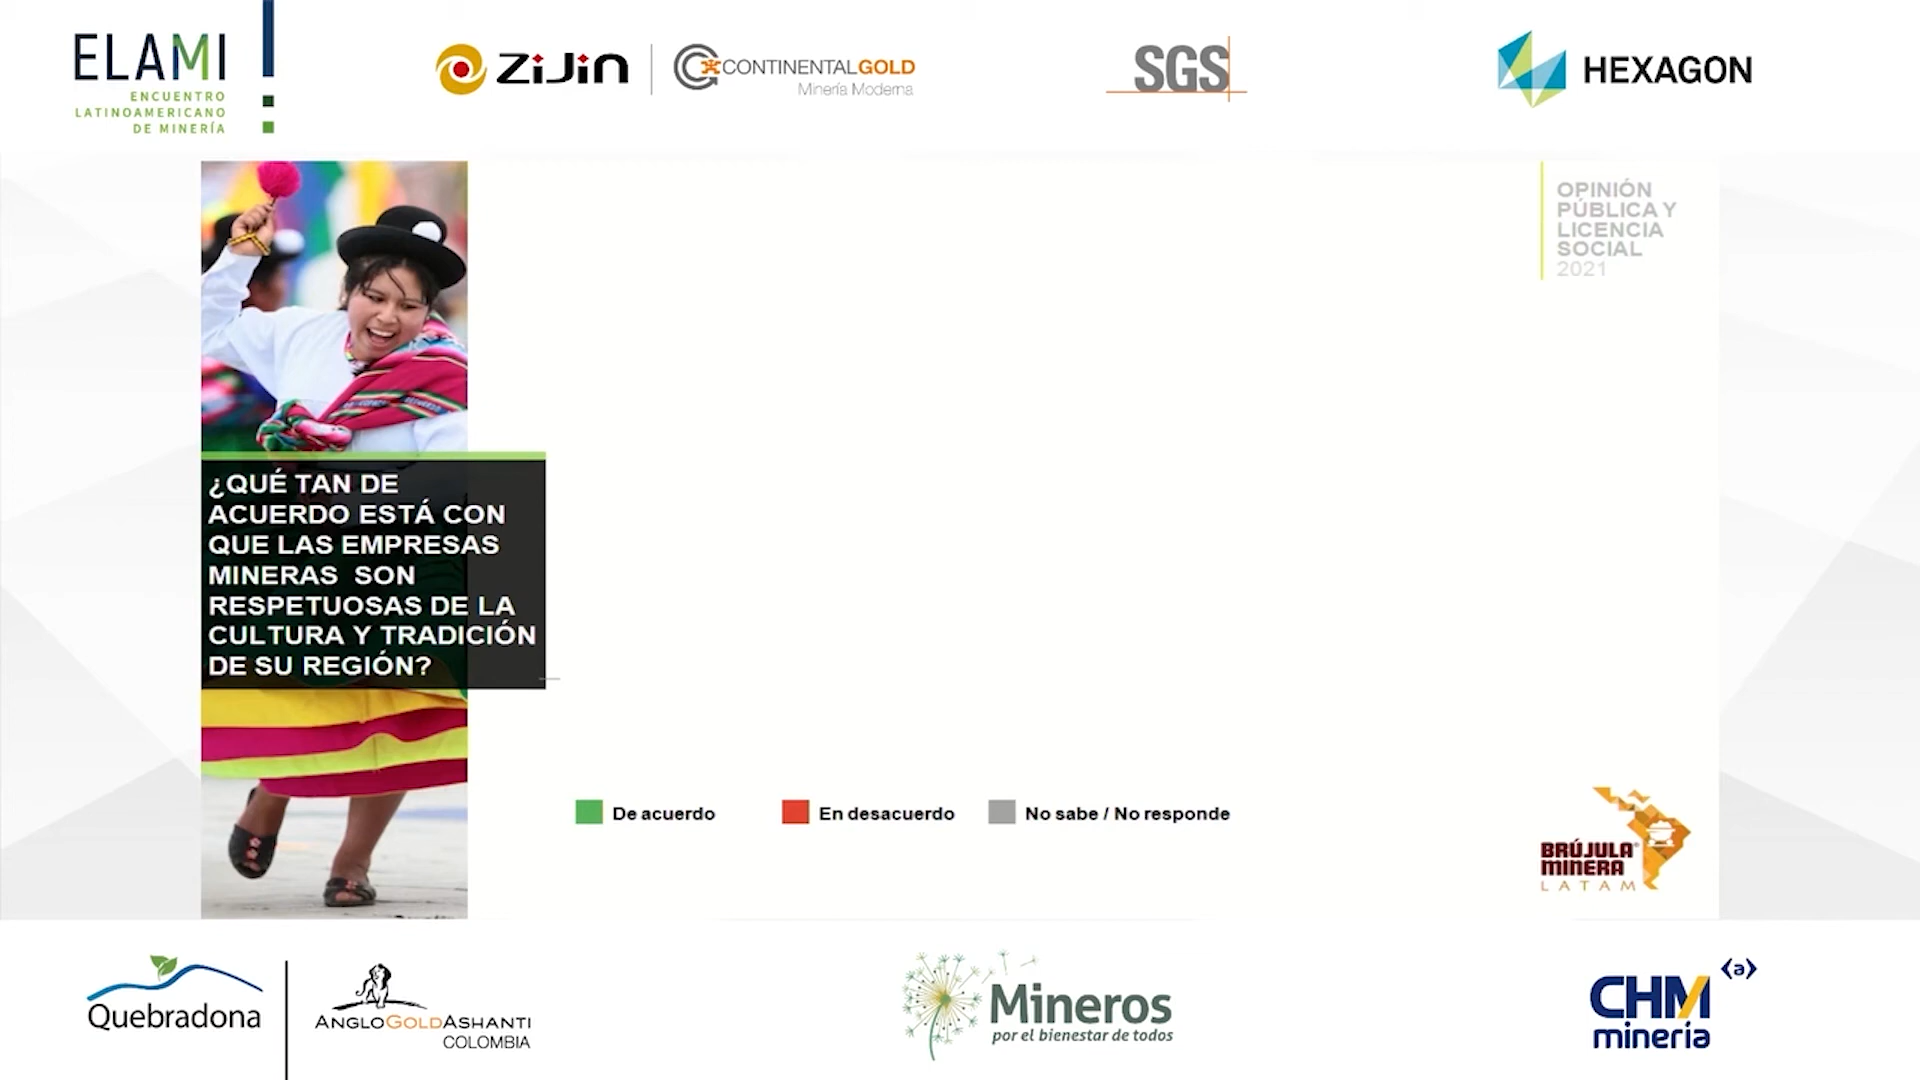 ELAMI
ENCUENTRO
LATINOAMERICANO
DE MINERÍA
ZiJin
CONTINENTALGOLD
Minería Moderna
SGS
HEXAGON
OPINIÓN
PÚBLICA Y
LICENCIA
SOCIAL
2021
¿QUÉ TAN DE
ACUERDO ESTÁ CON
QUE LAS EMPRESAS
MINERAS SON
RESPETUOSAS DE LA
CULTURA Y TRADICIÓN
DE SU REGIÓN?
De acuerdo
En desacuerdo
No sabe / No responde
BRÚJULA®
MINERA
LATAM
Quebradona
ANGLOGOLDASHANTI
COLOMBIA
Mineros
por el bienestar de todos
CHM
minería
(a)